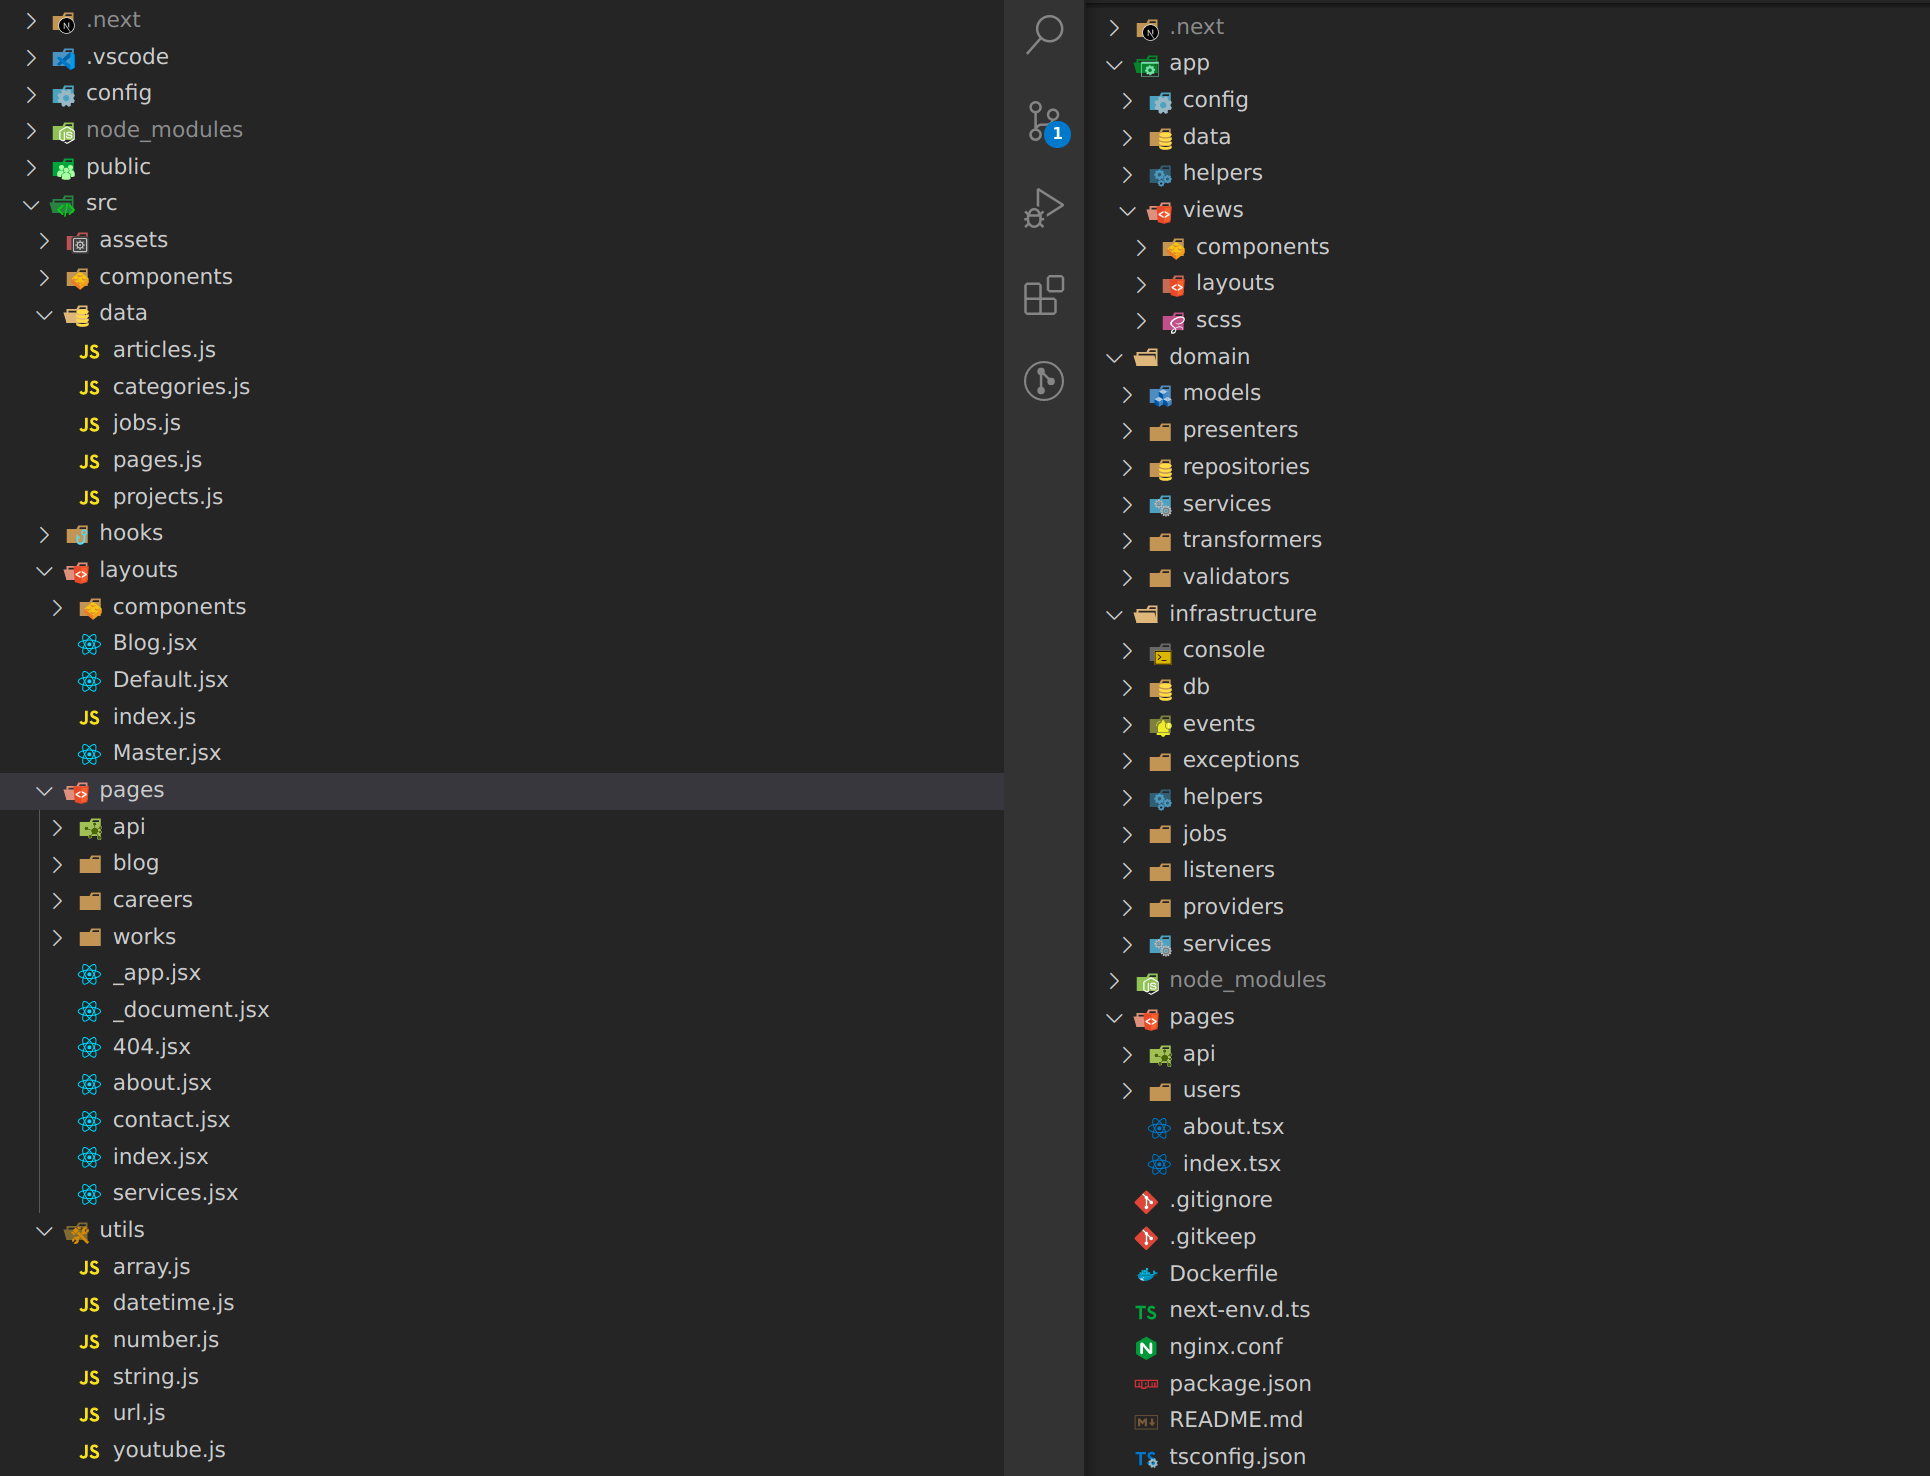 .next
.vscode
config
node_modules
public
src
assets
components
data
JS articles.js
JS categories.js
JS jobs.js
JS pages.js
JS projects.js
hooks
layouts
components
Blog.jsx
Default.jsx
JS index.js
Master.jsx
pages
api
blog
careers
works
_app.jsx
_document.jsx
404.jsx
about.jsx
contact.jsx
index.jsx
services.jsx
utils
JS array.js
JS datetime.js
JS number.js
JS string.js
JS url.js
JS youtube.js
1
.next
app
config
data
helpers
views
components
layouts
scss
domain
models
presenters
repositories
services
transformers
validators
infrastructure
console
db
events
exceptions
helpers
jobs
listeners
providers
services
node_modules
pages
api
users
about.tsx
index.tsx
.gitignore
.gitkeep
Dockerfile
TS next-env.d.ts
N nginx.conf
package.json
M README.md
TS tsconfig.json